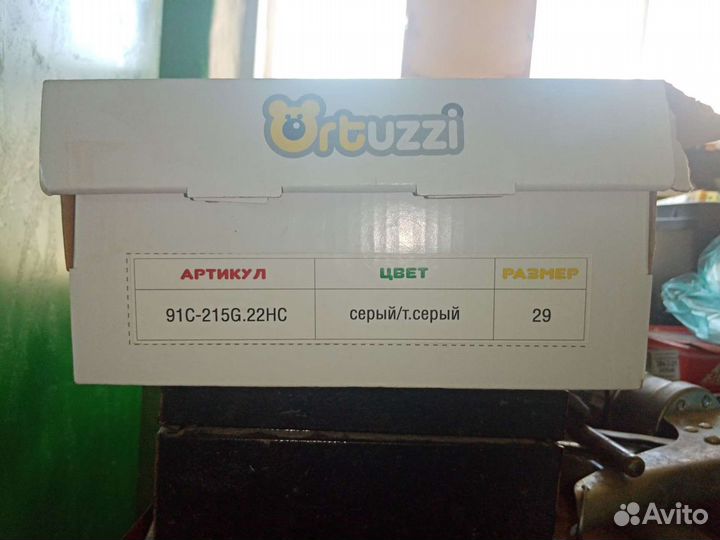 Ortuzzi
АРТИКУЛ ЦВЕТ РАЗМЕР
91C-215G.22HC серый/т.серый 29
Avito